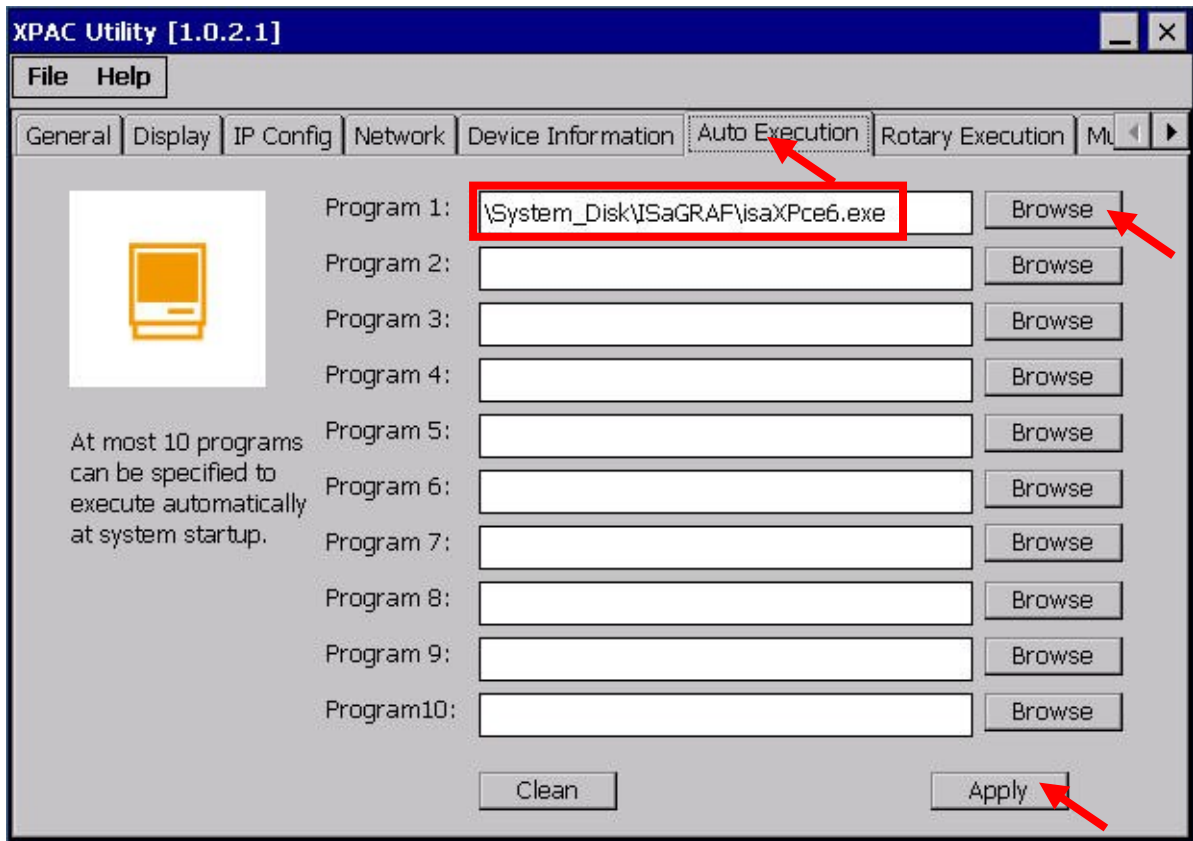 XPAC Utility [1.0.2.1]
File Help
General Display IP Config Network Device Information Auto Execution Rotary Execution
Program 1: \System_Disk\ISaGRAF\isaXPce6.exe Browse
Program 2: Browse
Program 3: Browse
Program 4: Browse
At most 10 programs
can be specified to
execute automatically
at system startup.
Program 5: Browse
Program 6: Browse
Program 7: Browse
Program 8: Browse
Program 9: Browse
Program10: Browse
Clean Apply